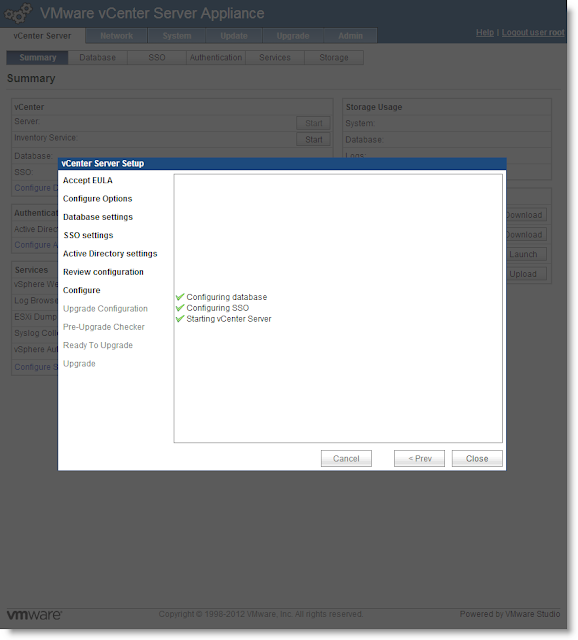 VMware vCenter Server Appliance
vCenter Server Network System Update Upgrade Admin
Help | Logout user root
Summary Database SSO Authentication Services Storage
Summary
vCenter
Server: Start
Inventory Service: Start
Database:
SSO:
Configure D
Authentica
Active Direc
Configure A
Services
vSphere We
Log Browse
ESXi Dump
Syslog Colle
vSphere Aut
Configure S
Storage Usage
System:
Database:
Logs:
Download
Download
Launch
Upload
vCenter Server Setup
Accept EULA
Configure Options
Database settings
SSO settings
Active Directory settings
Review configuration
Configure
Upgrade Configuration
Pre-Upgrade Checker
Ready To Upgrade
Upgrade
Configuring database
Configuring SSO
Starting vCenter Server
Cancel < Prev Close
vmware
Copyright © 1998-2012 VMware, Inc. All rights reserved.
Powered by VMware Studio